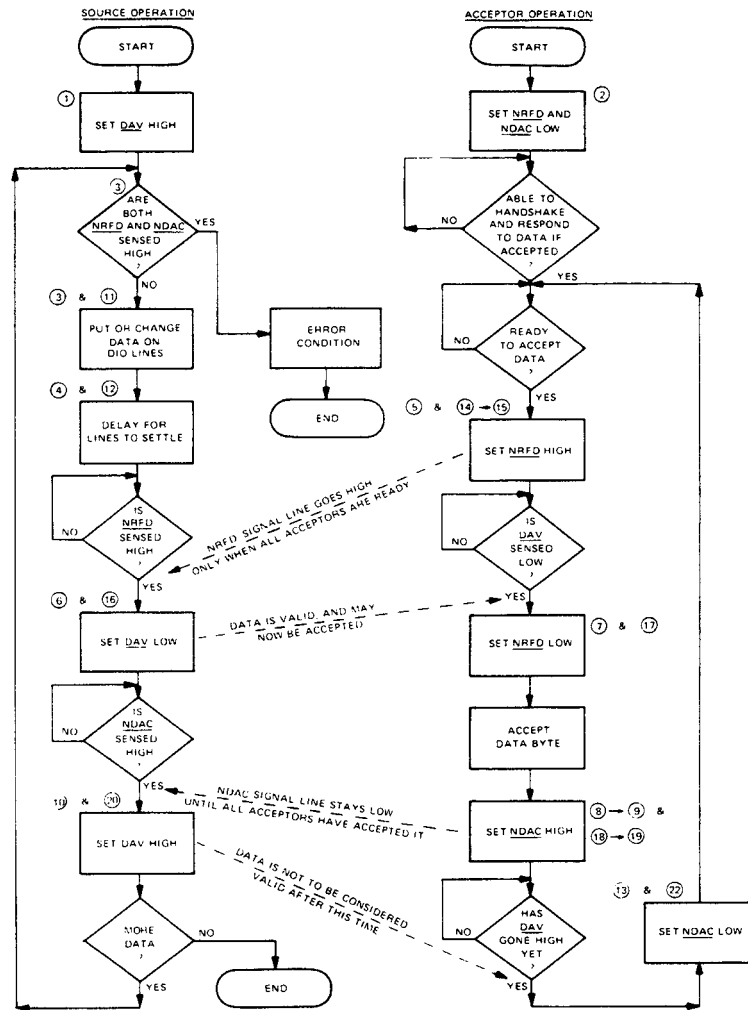 SOURCE OPERATION
START
①
SET DAV HIGH
③
ARE
BOTH
NRFD AND NDAC
SENSED
HIGH
?
YES
NO
③ & ⑪
PUT OR CHANGE
DATA ON
DIO LINES
ERROR
CONDITION
END
④ & ⑫
DELAY FOR
LINES TO SETTLE
IS
NRFD
SENSED
HIGH
?
NO
YES
NRFD SIGNAL LINE GOES HIGH
ONLY WHEN ALL ACCEPTORS ARE READY
⑥ & ⑯
SET DAV LOW
DATA IS VALID, AND MAY
NOW BE ACCEPTED
IS
NDAC
SENSED
HIGH
?
NO
YES
NDAC SIGNAL LINE STAYS LOW
UNTIL ALL ACCEPTORS HAVE ACCEPTED IT
& ⑳
SET DAV HIGH
DATA IS NOT TO BE CONSIDERED
VALID AFTER THIS TIME
MORE
DATA
?
NO
YES
END
ACCEPTOR OPERATION
START
②
SET NRFD AND
NDAC LOW
ABLE TO
HANDSHAKE
AND RESPOND
TO DATA IF
ACCEPTED
?
NO
YES
READY
TO ACCEPT
DATA
?
NO
YES
⑤ & ⑭ → ⑮
SET NRFD HIGH
IS
DAV
SENSED
LOW
?
NO
YES
⑦ & ⑰
SET NRFD LOW
ACCEPT
DATA BYTE
⑧ → ⑨ &
⑱ → ⑲
SET NDAC HIGH
HAS
DAV
GONE HIGH
YET
?
NO
YES
⑬ & ㉒
SET NDAC LOW